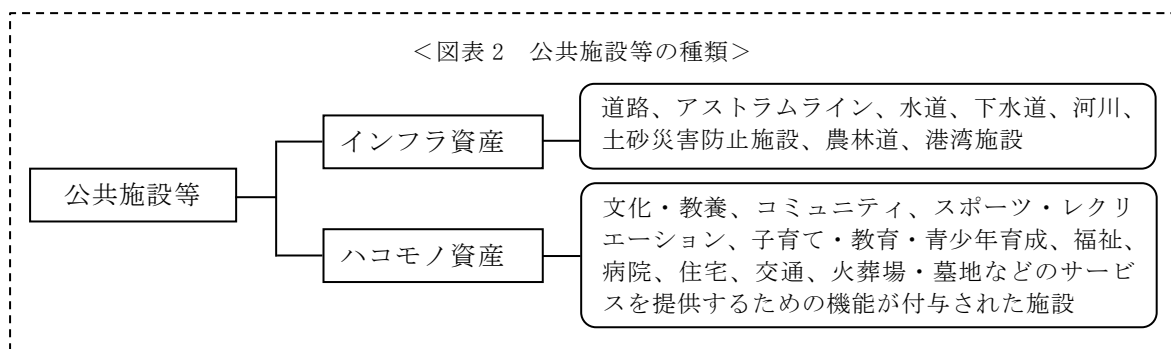 ＜図表２　公共施設等の種類＞
公共施設等
インフラ資産
道路、アストラムライン、水道、下水道、河川、
土砂災害防止施設、農林道、港湾施設
ハコモノ資産
文化・教養、コミュニティ、スポーツ・レクリ
エーション、子育て・教育・青少年育成、福祉、
病院、住宅、交通、火葬場・墓地などのサービ
スを提供するための機能が付与された施設